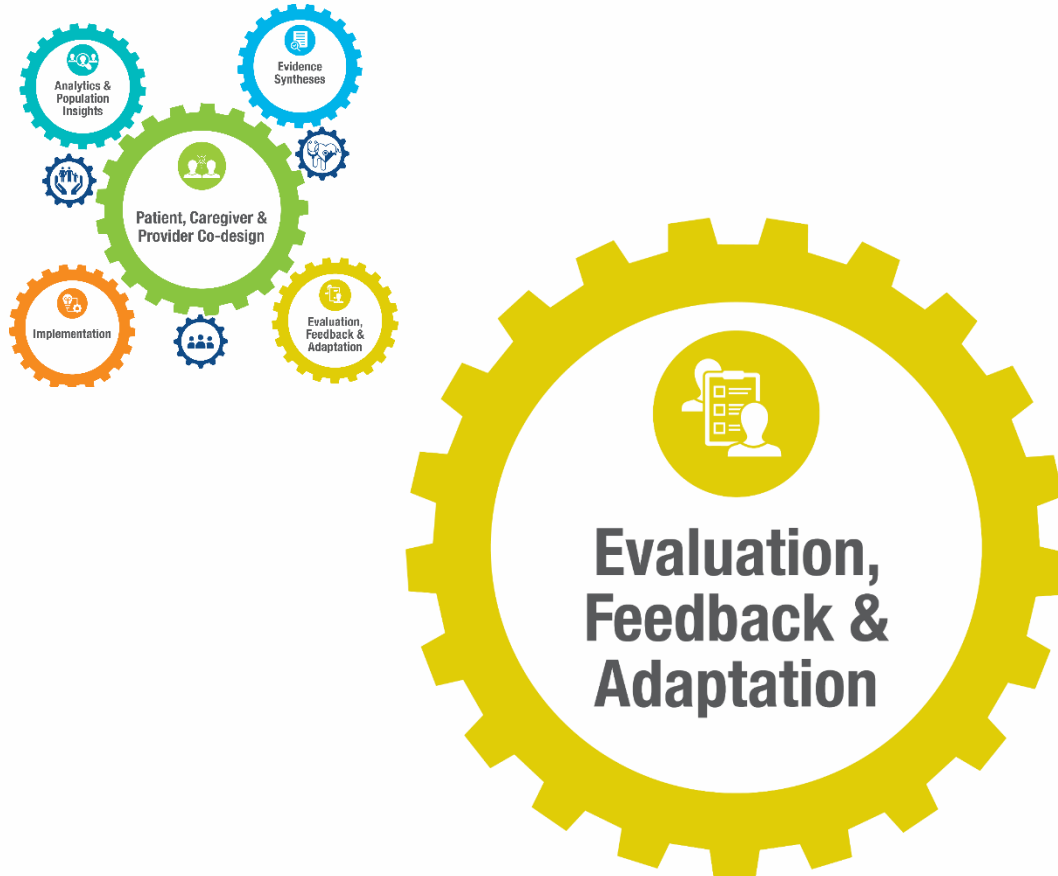 Analytics &
Population
Insights
Evidence
Syntheses
Patient, Caregiver &
Provider Co-design
Implementation
Evaluation,
Feedback &
Adaptation
Evaluation,
Feedback &
Adaptation